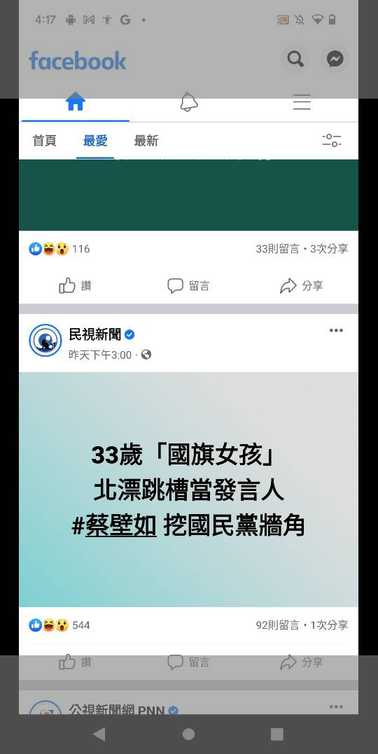 4:17
facebook
首頁 最愛 最新
116 33則留言・3次分享
讚 留言 分享
民視新聞
昨天下午3:00 ·
33歲「國旗女孩」
北漂跳槽當發言人
#蔡壁如 挖國民黨牆角
544 92則留言・1次分享
讚 留言 分享
公視新聞網 PNN